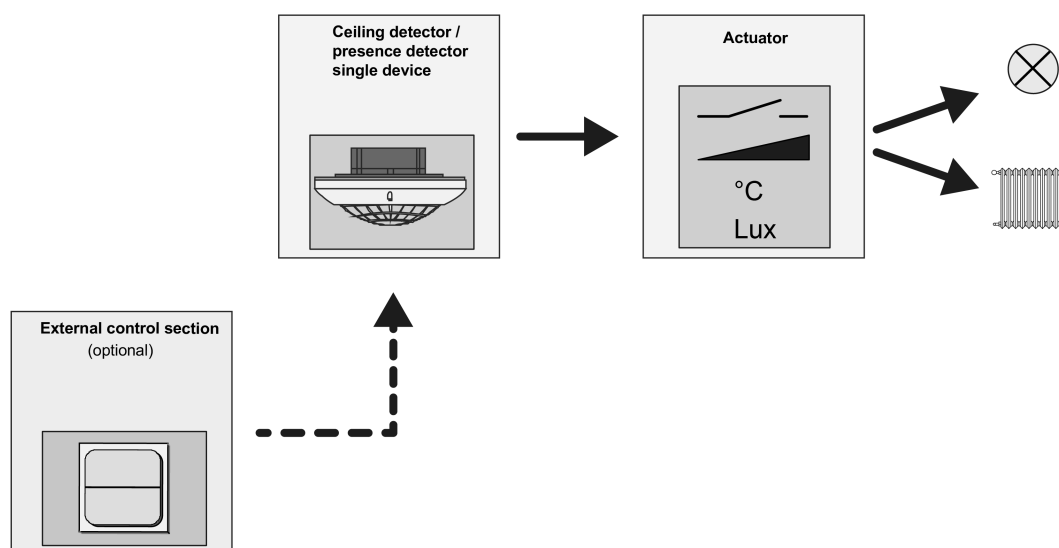 Ceiling detector /
presence detector
single device
Actuator
°C
Lux
External control section
(optional)